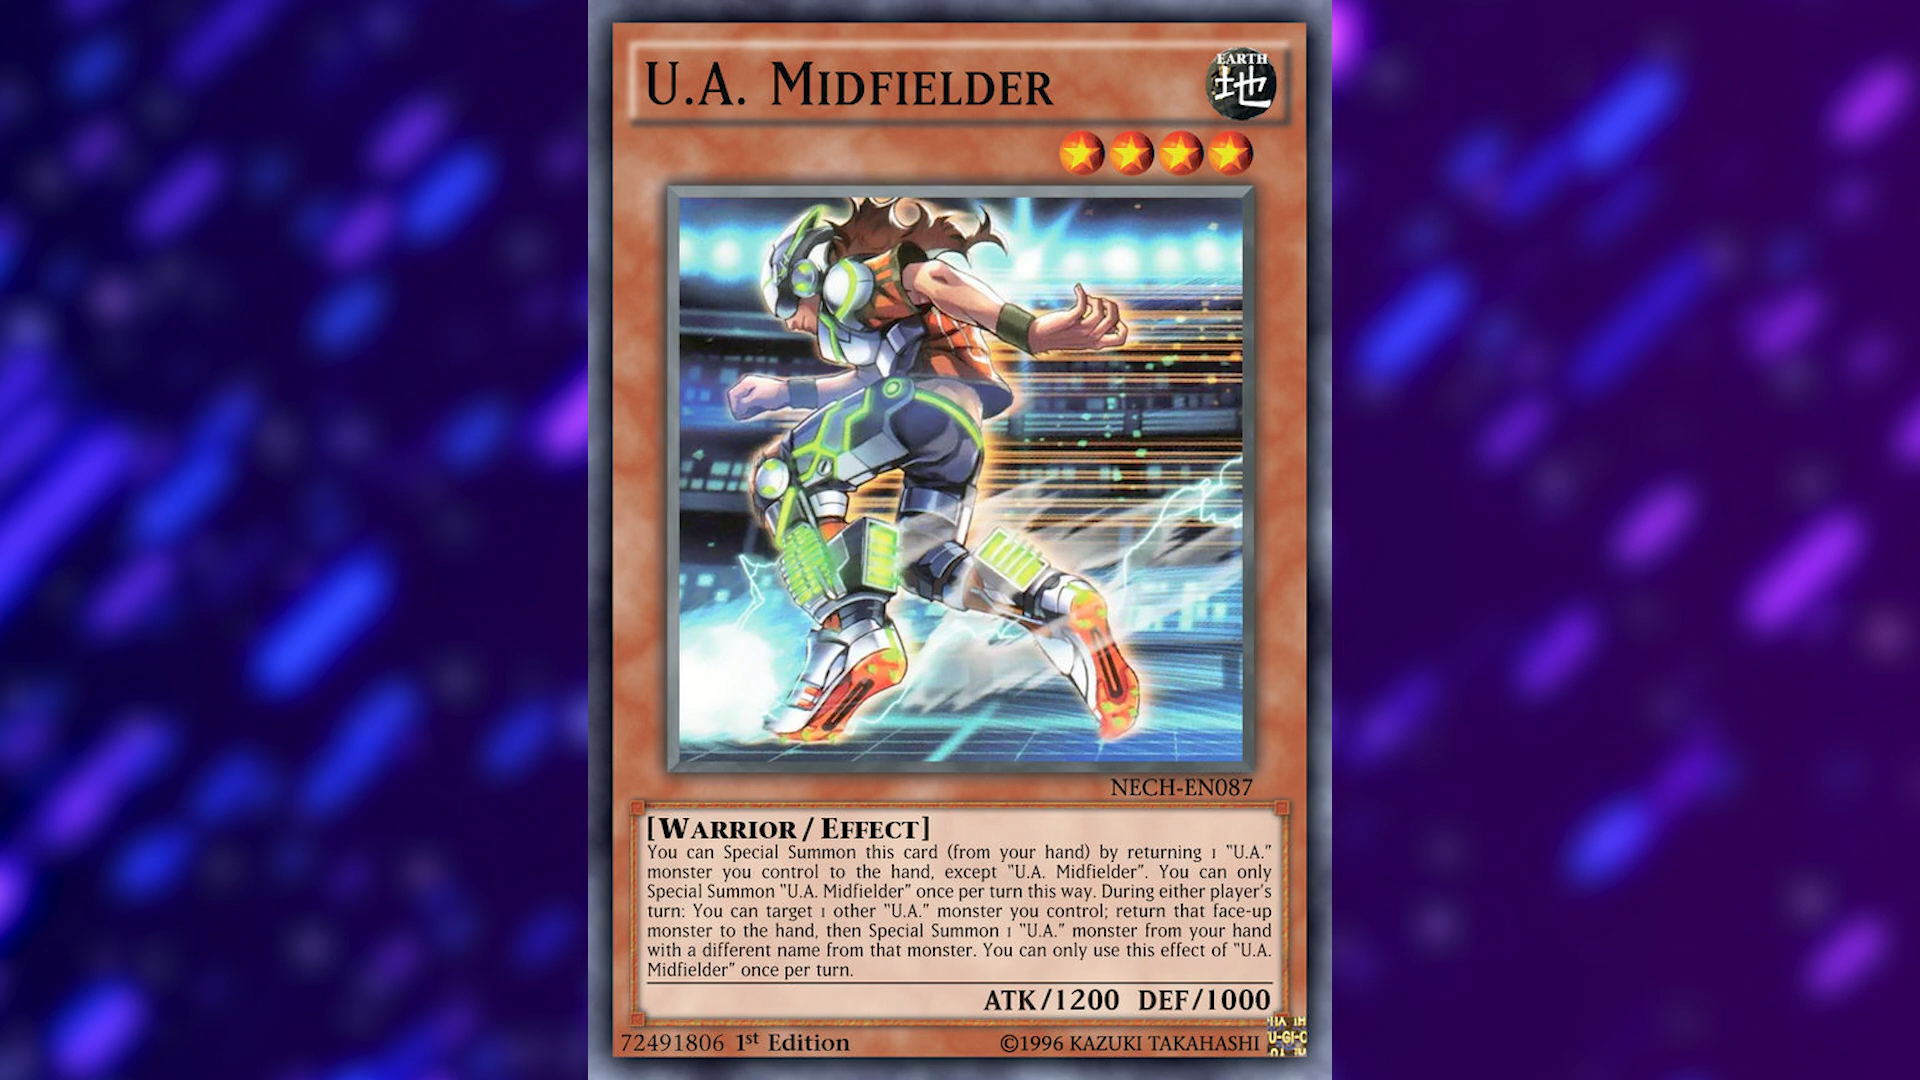 U.A. MIDFIELDER
EARTH
地
NECH-EN087
[WARRIOR / EFFECT]
You can Special Summon this card (from your hand) by returning 1 "U.A."
monster you control to the hand, except "U.A. Midfielder". You can only
Special Summon "U.A. Midfielder" once per turn this way. During either player's
turn: You can target 1 other "U.A." monster you control; return that face-up
monster to the hand, then Special Summon 1 "U.A." monster from your hand
with a different name from that monster. You can only use this effect of "U.A.
Midfielder" once per turn.
ATK/1200 DEF/1000
72491806 1st Edition
©1996 KAZUKI TAKAHASHI